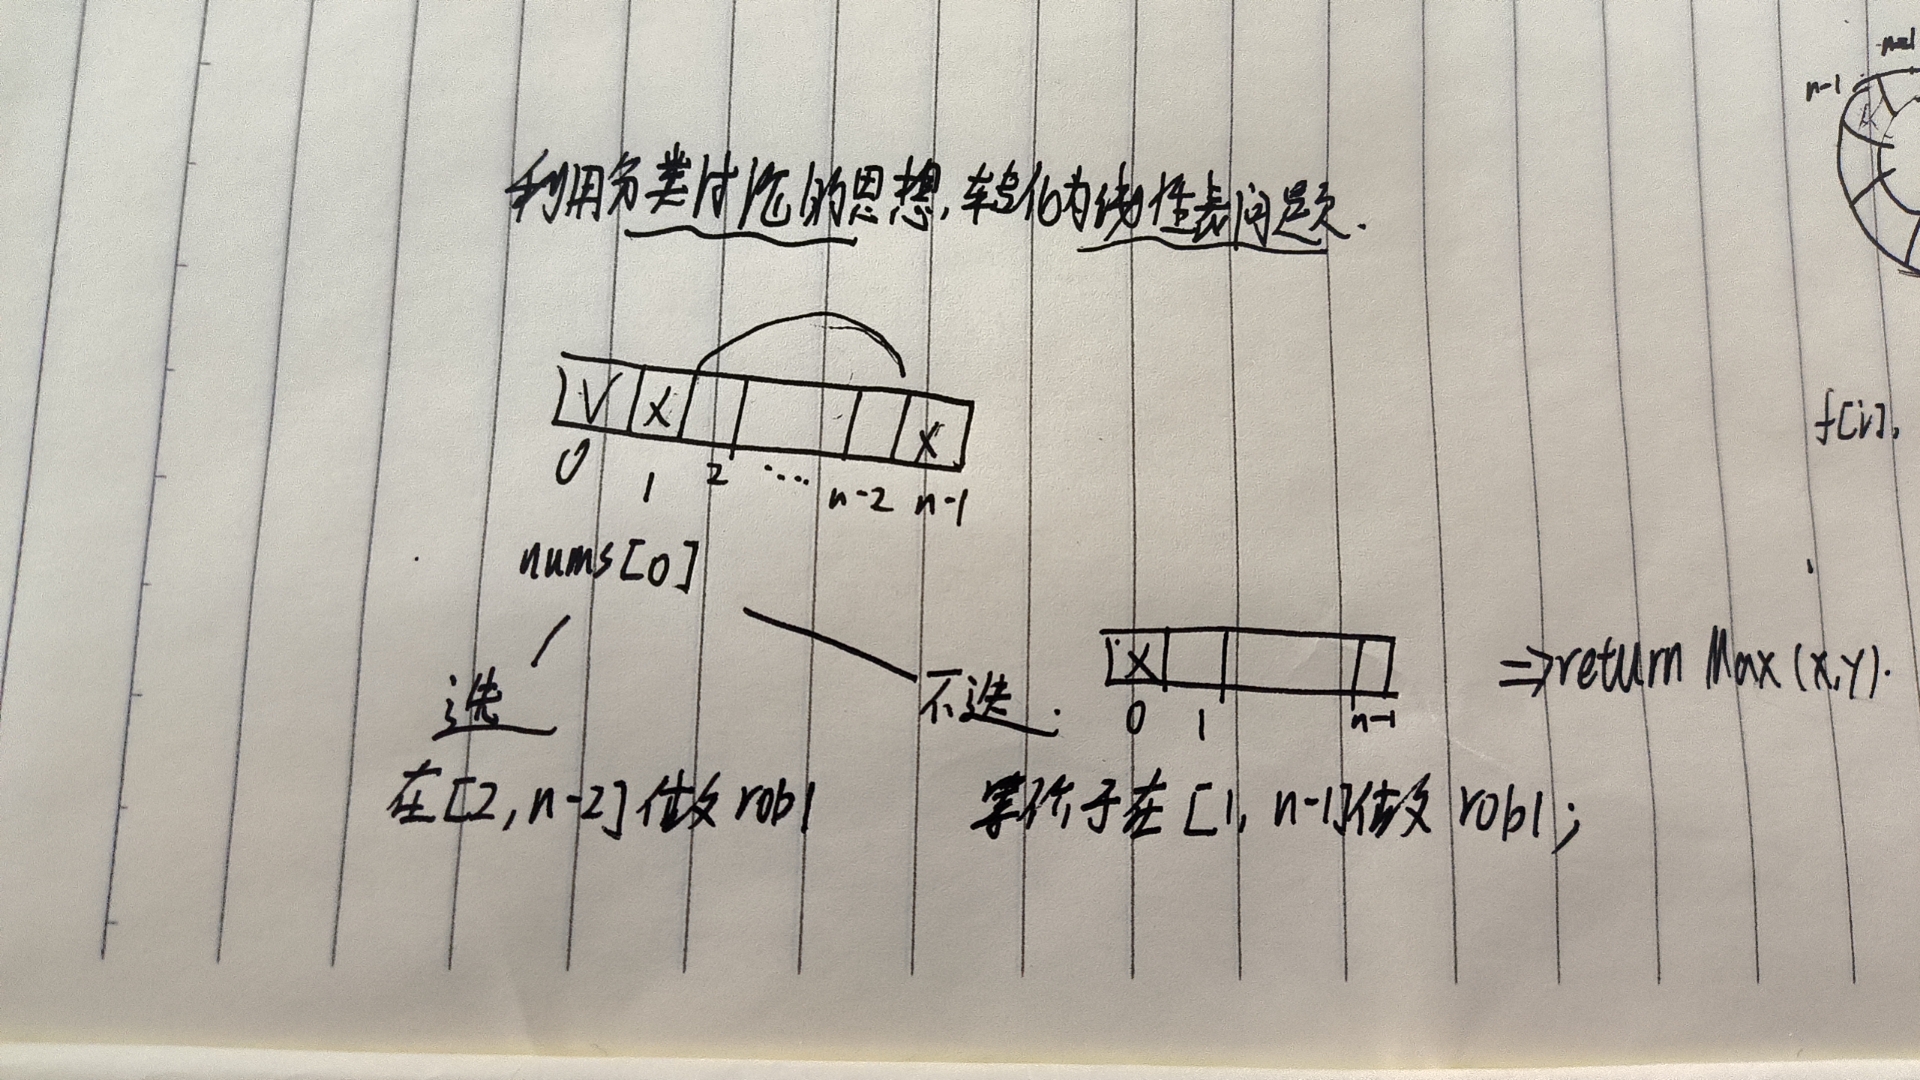 n-1
利用分类讨论的思想,转化为线性表问题.
V X X
0 1 2 ... n-2 n-1
f[i],
nums[0]
选
不选.
X
0 1 n-1
⇒return Max(x,y).
在[2,n-2]做次rob1
等价于在[1,n-1]做次rob1;